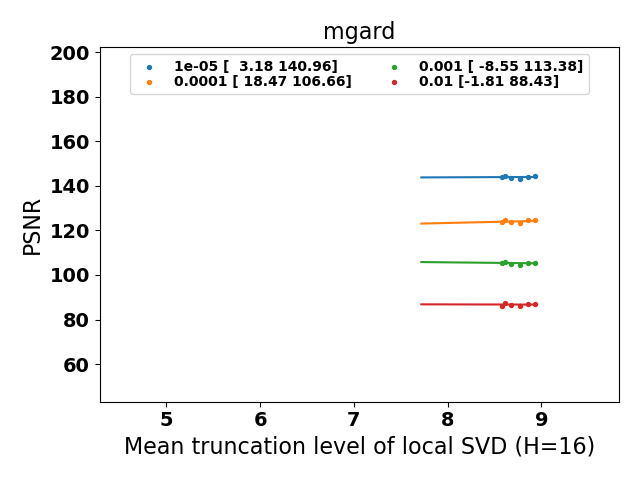 mgard
1e-05 [  3.18 140.96]
0.0001 [ 18.47 106.66]
0.001 [ -8.55 113.38]
0.01 [-1.81 88.43]
200
180
160
140
120
100
80
60
PSNR
5 6 7 8 9
Mean truncation level of local SVD (H=16)